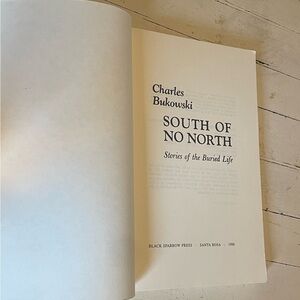 Charles
Bukowski
SOUTH OF
NO NORTH
Stories of the Buried Life
BLACK SPARROW PRESS SANTA ROSA